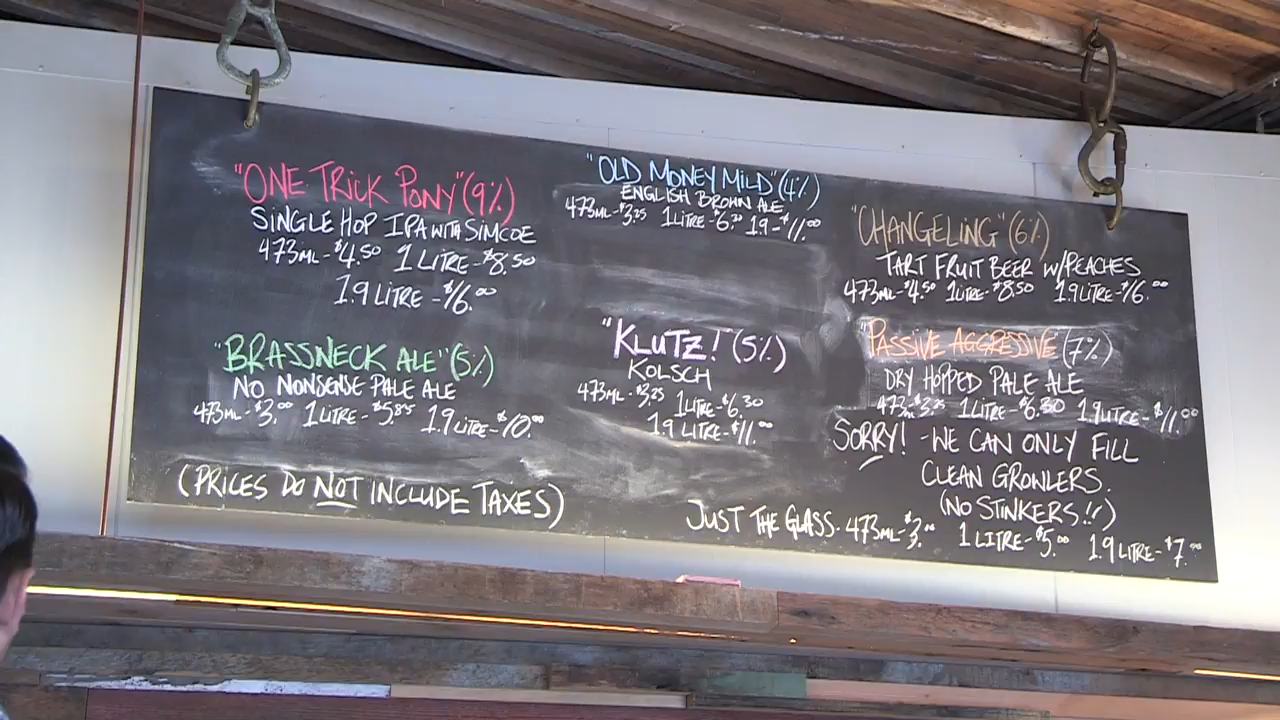 "ONE TRICK PONY" (9%)
SINGLE HOP IPA WITH SIMCOE
473ML - $4.50 1 LITRE - $8.50
1.9 LITRE - $16.00
"BRASSNECK ALE" (5%)
NO NONSENSE PALE ALE
473ML - $3.00 1 LITRE - $5.85 1.9 LITRE - $10.00
(PRICES DO NOT INCLUDE TAXES)
"OLD MONEY MILD" (4%)
ENGLISH BROWN ALE
473ML - $3.25 1 LITRE - $6.30 1.9 - $11.00
"KLUTZ!" (5%)
KOLSCH
473ML - $3.25 1 LITRE - $6.30
1.9 LITRE - $11.00
"CHANGELING" (6%)
TART FRUIT BEER W/PEACHES
473ML - $4.50 1 LITRE - $8.50 1.9 LITRE - $16.00
"PASSIVE AGGRESSIVE (7%)
DRY HOPPED PALE ALE
473ML - $3.25 1 LITRE - $6.30 1.9 LITRE - $11.00
SORRY! - WE CAN ONLY FILL
CLEAN GROWLERS.
(NO STINKERS!!)
JUST THE GLASS. 473ML - $3.00 1 LITRE - $5.00 1.9 LITRE - $7.00